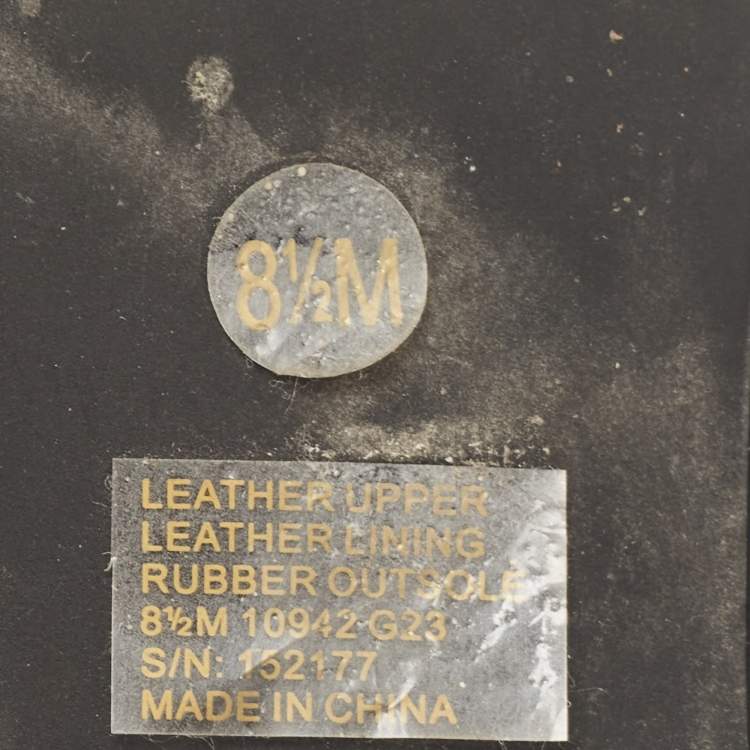 8½M
LEATHER UPPER
LEATHER LINING
RUBBER OUTSOLE
8½M 10942 G23
S/N: 152177
MADE IN CHINA